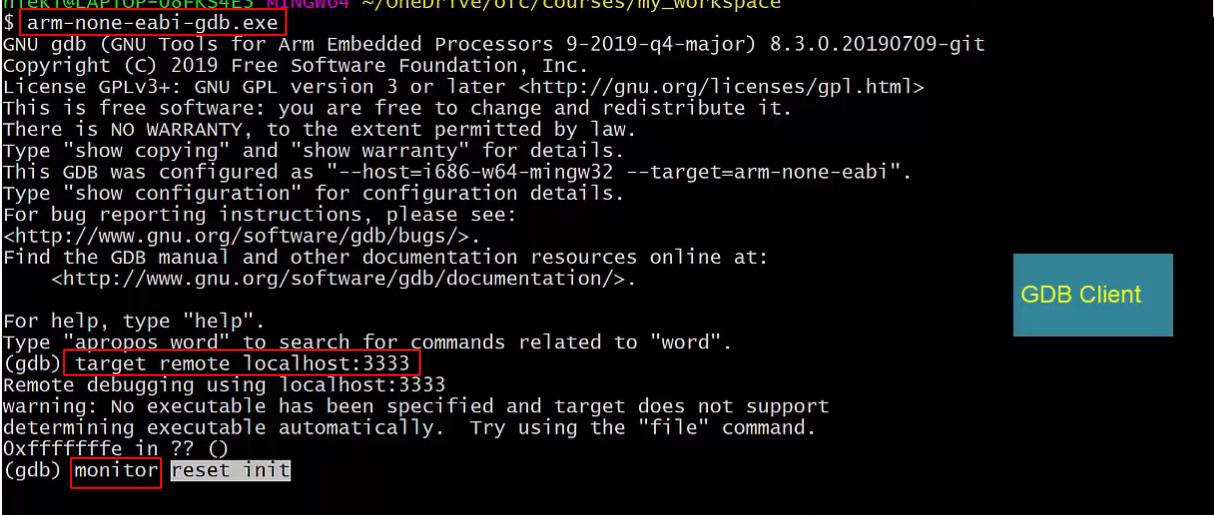 MINGW64 ~/OneDrive/ofc/courses/my_workspace
$ arm-none-eabi-gdb.exe
GNU gdb (GNU Tools for Arm Embedded Processors 9-2019-q4-major) 8.3.0.20190709-git
Copyright (C) 2019 Free Software Foundation, Inc.
License GPLv3+: GNU GPL version 3 or later <http://gnu.org/licenses/gpl.html>
This is free software: you are free to change and redistribute it.
There is NO WARRANTY, to the extent permitted by law.
Type "show copying" and "show warranty" for details.
This GDB was configured as "--host=i686-w64-mingw32 --target=arm-none-eabi".
Type "show configuration" for configuration details.
For bug reporting instructions, please see:
<http://www.gnu.org/software/gdb/bugs/>.
Find the GDB manual and other documentation resources online at:
    <http://www.gnu.org/software/gdb/documentation/>.
GDB Client
For help, type "help".
Type "apropos word" to search for commands related to "word".
(gdb) target remote localhost:3333
Remote debugging using localhost:3333
warning: No executable has been specified and target does not support
determining executable automatically.  Try using the "file" command.
0xfffffffe in ?? ()
(gdb) monitor reset init